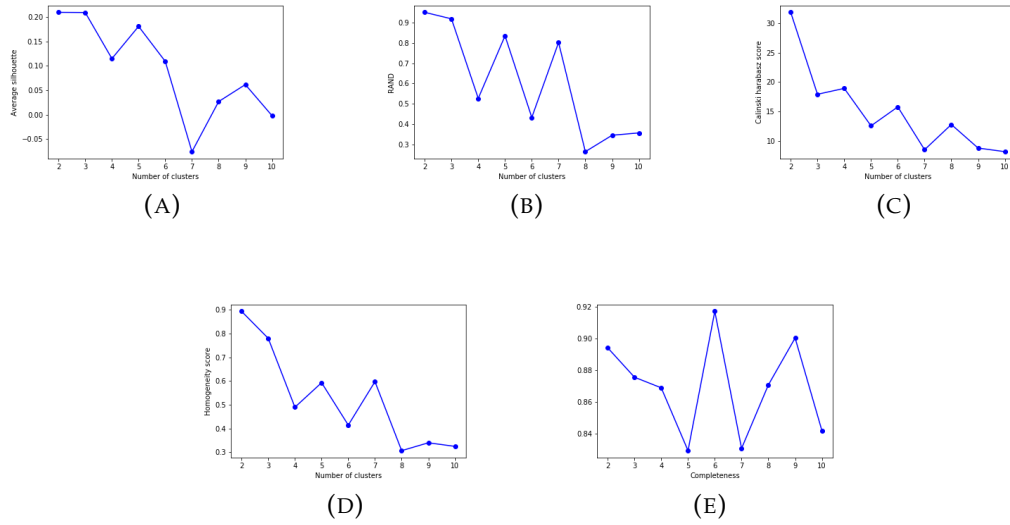 0.20
0.15
0.10
0.05
0.00
−0.05
Average silhouette
2 3 4 5 6 7 8 9 10
Number of clusters
(A)
0.9
0.8
0.7
0.6
0.5
0.4
0.3
RAND
2 3 4 5 6 7 8 9 10
Number of clusters
(B)
30
25
20
15
10
Calinski harabasz score
2 3 4 5 6 7 8 9 10
Number of clusters
(C)
0.9
0.8
0.7
0.6
0.5
0.4
0.3
Homogeneity score
2 3 4 5 6 7 8 9 10
Number of clusters
(D)
0.92
0.90
0.88
0.86
0.84
2 3 4 5 6 7 8 9 10
Completeness
(E)